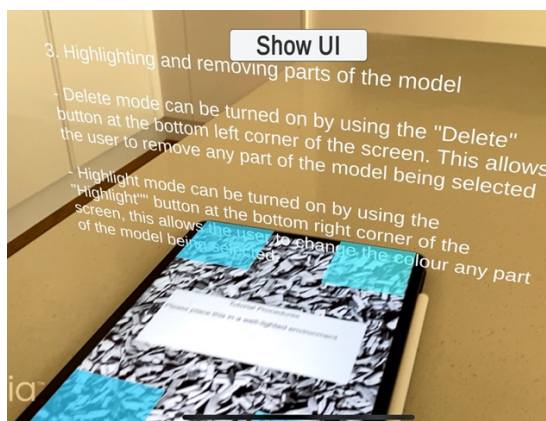 Show UI
3. Highlighting and removing parts of the model
- Delete mode can be turned on by using the "Delete"
button at the bottom left corner of the screen. This allows
the user to remove any part of the model being selected
- Highlight mode can be turned on by using the
"Highlight"" button at the bottom right corner of the
screen, this allows the user to change the colour any part
of the model being selected
Tutorial Procedures
Please place this in a well-lighted environment
ia